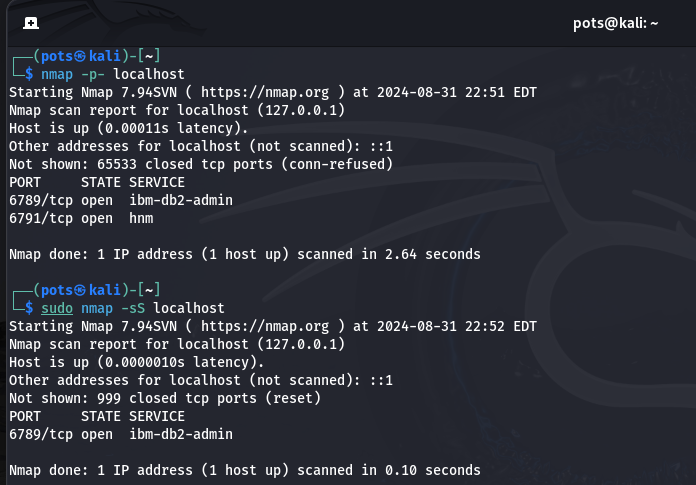 pots@kali: ~
┌──(pots㉿kali)-[~]
└─$ nmap -p- localhost
Starting Nmap 7.94SVN ( https://nmap.org ) at 2024-08-31 22:51 EDT
Nmap scan report for localhost (127.0.0.1)
Host is up (0.00011s latency).
Other addresses for localhost (not scanned): ::1
Not shown: 65533 closed tcp ports (conn-refused)
PORT     STATE SERVICE
6789/tcp open  ibm-db2-admin
6791/tcp open  hnm
Nmap done: 1 IP address (1 host up) scanned in 2.64 seconds
┌──(pots㉿kali)-[~]
└─$ sudo nmap -sS localhost
Starting Nmap 7.94SVN ( https://nmap.org ) at 2024-08-31 22:52 EDT
Nmap scan report for localhost (127.0.0.1)
Host is up (0.0000010s latency).
Other addresses for localhost (not scanned): ::1
Not shown: 999 closed tcp ports (reset)
PORT     STATE SERVICE
6789/tcp open  ibm-db2-admin
Nmap done: 1 IP address (1 host up) scanned in 0.10 seconds